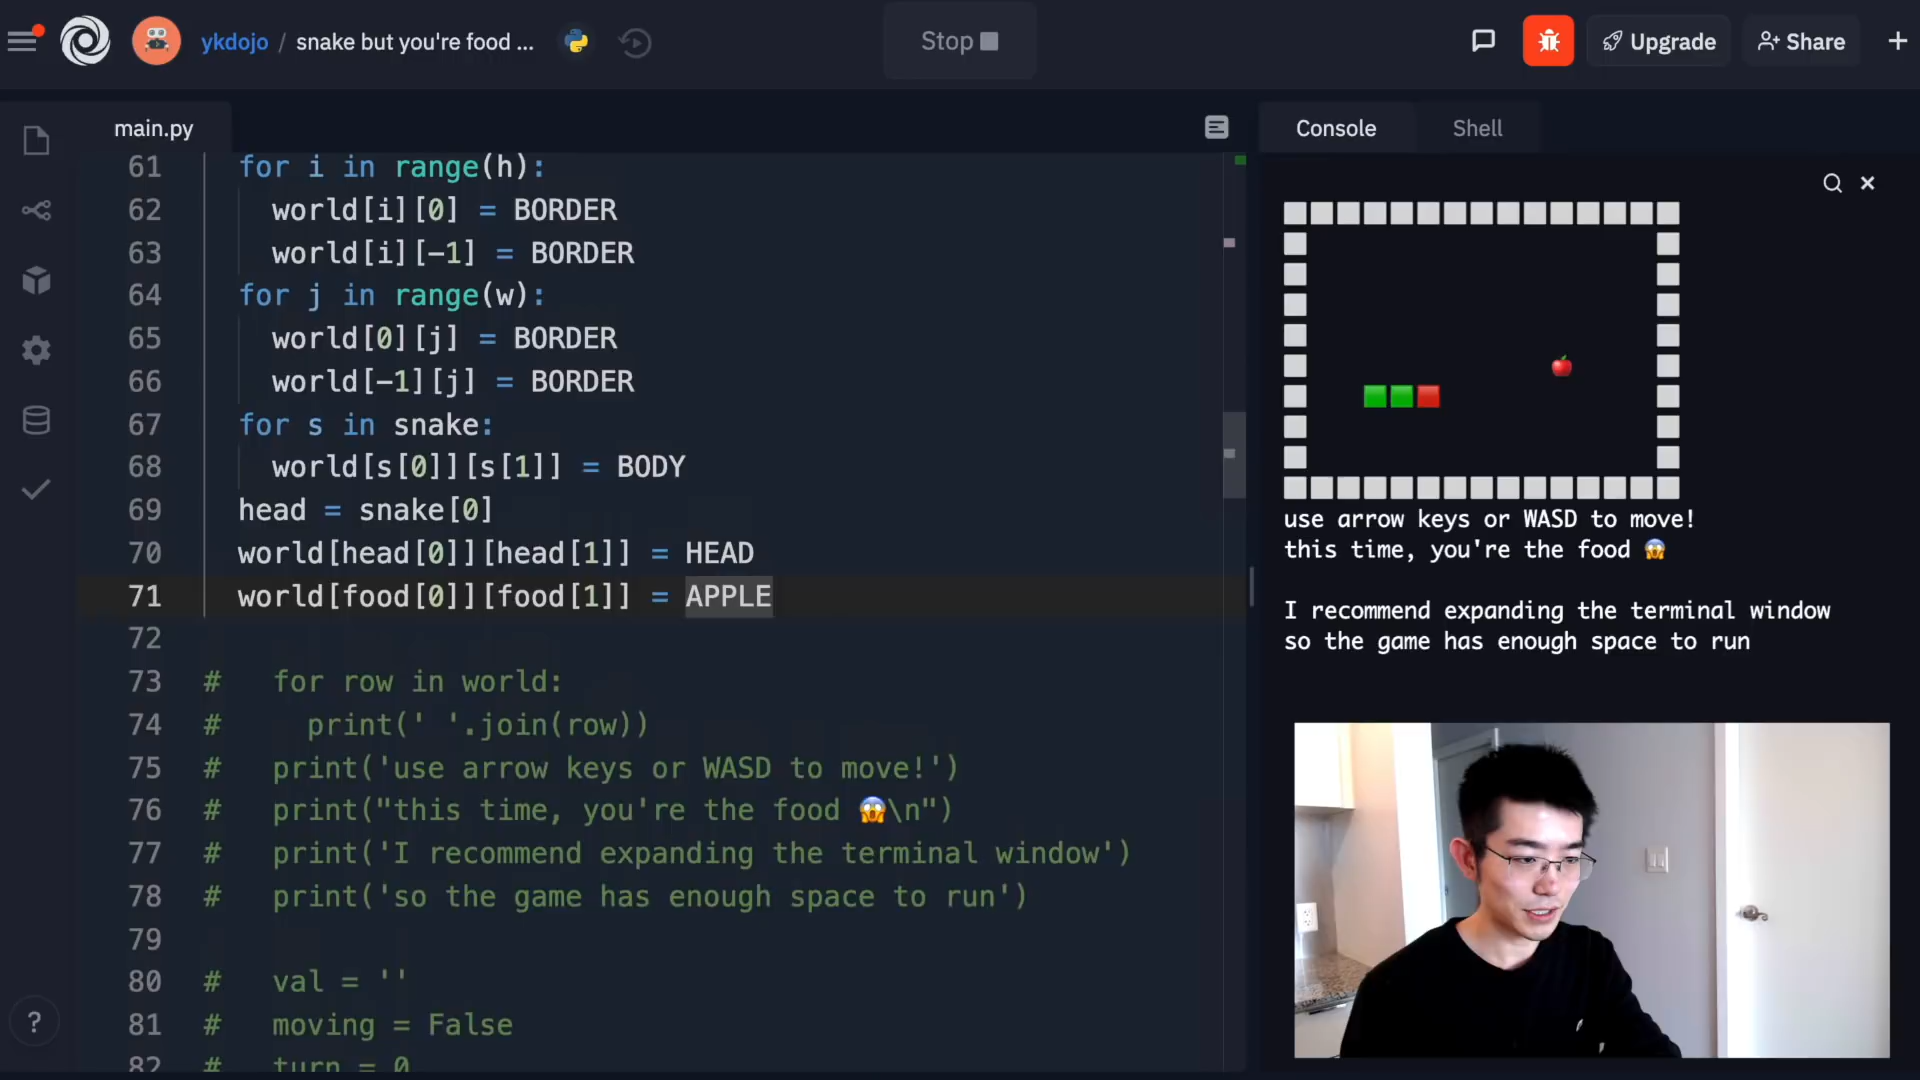 ykdojo / snake but you're food ...
Stop
Upgrade
Share
main.py
Console
Shell
61 for i in range(h):
62 world[i][0] = BORDER
63 world[i][-1] = BORDER
64 for j in range(w):
65 world[0][j] = BORDER
66 world[-1][j] = BORDER
67 for s in snake:
68 world[s[0]][s[1]] = BODY
69 head = snake[0]
70 world[head[0]][head[1]] = HEAD
71 world[food[0]][food[1]] = APPLE
72
73 # for row in world:
74 # print(' '.join(row))
75 # print('use arrow keys or WASD to move!')
76 # print("this time, you're the food 😱\n")
77 # print('I recommend expanding the terminal window')
78 # print('so the game has enough space to run')
79
80 # val = ''
81 # moving = False
82 # turn = 0
use arrow keys or WASD to move!
this time, you're the food 😱
I recommend expanding the terminal window
so the game has enough space to run
?